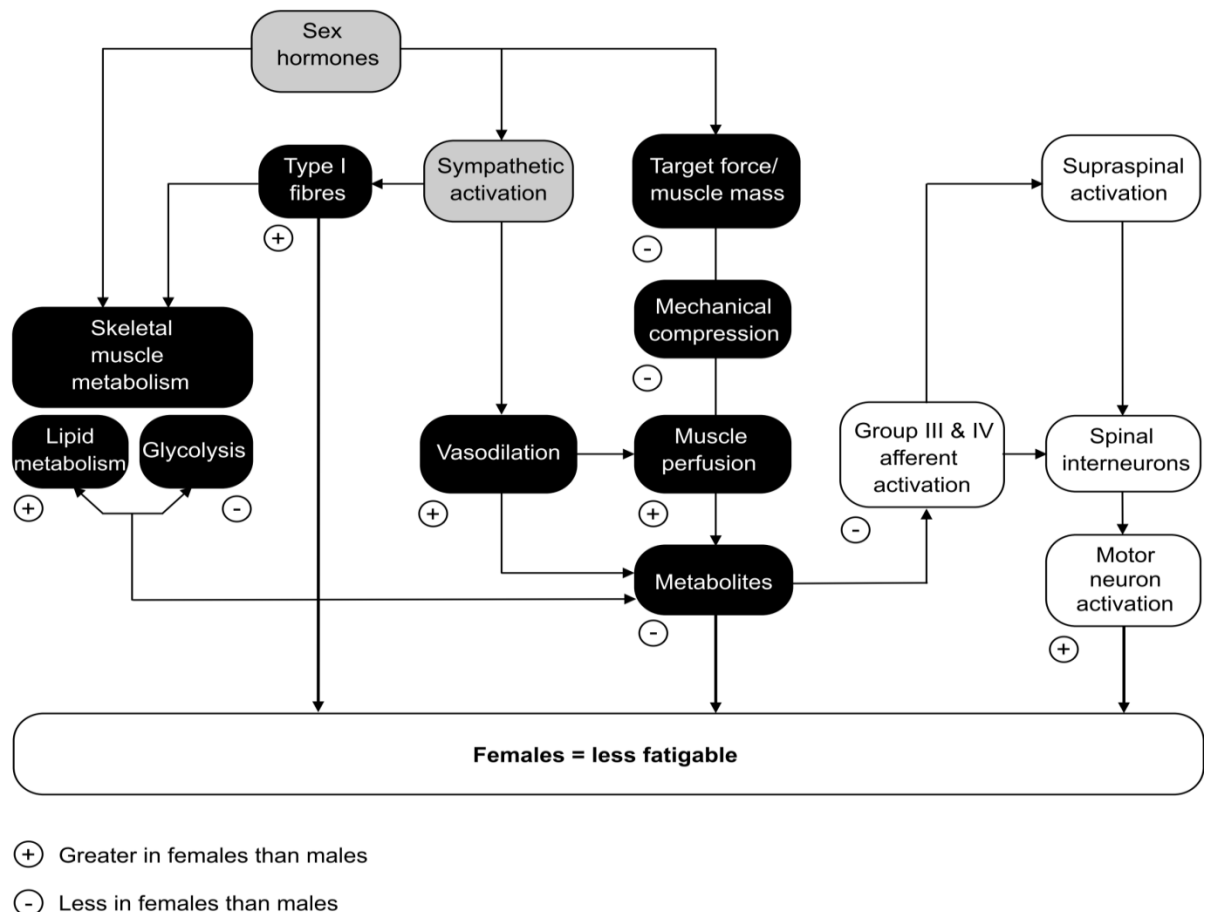 Sex
hormones
Type I
fibres
+
Sympathetic
activation
Target force/
muscle mass
-
Supraspinal
activation
Mechanical
compression
-
Skeletal
muscle
metabolism
Lipid
metabolism
+
Glycolysis
-
Vasodilation
+
Muscle
perfusion
+
Group III & IV
afferent
activation
-
Spinal
interneurons
Metabolites
-
Motor
neuron
activation
+
Females = less fatigable
+ Greater in females than males
- Less in females than males